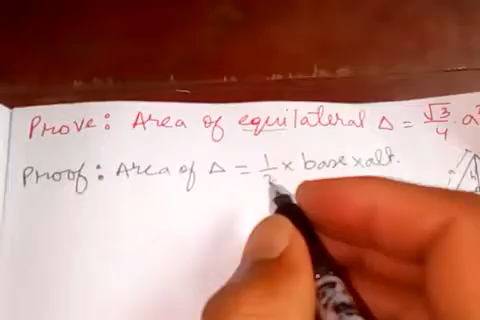 Prove: Area of equilateral Δ = √3/4 · a²
Proof: Area of Δ = 1/2 x base x alt.